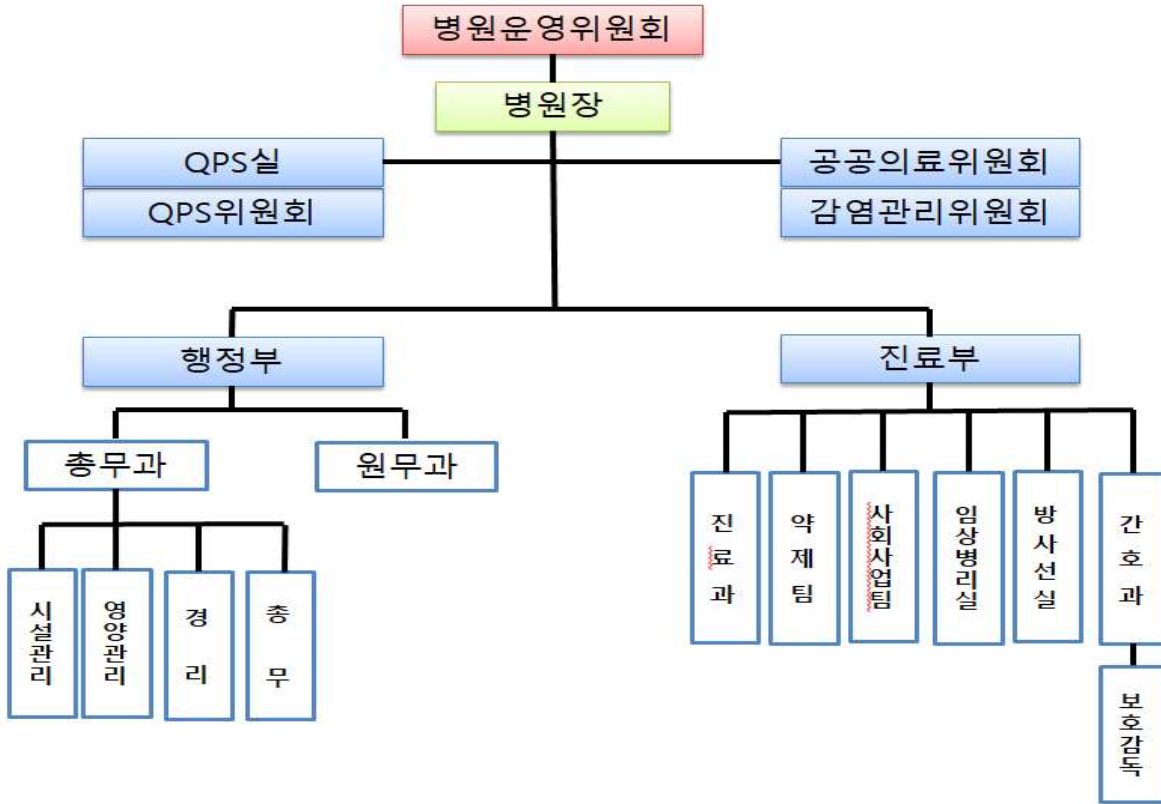 병원운영위원회
병원장
QPS실
공공의료위원회
QPS위원회
감염관리위원회
행정부
진료부
총무과
원무과
시설관리
영양관리
경리
총무
진료과
약제팀
사회사업팀
임상병리실
방사선실
간호과
보호감독